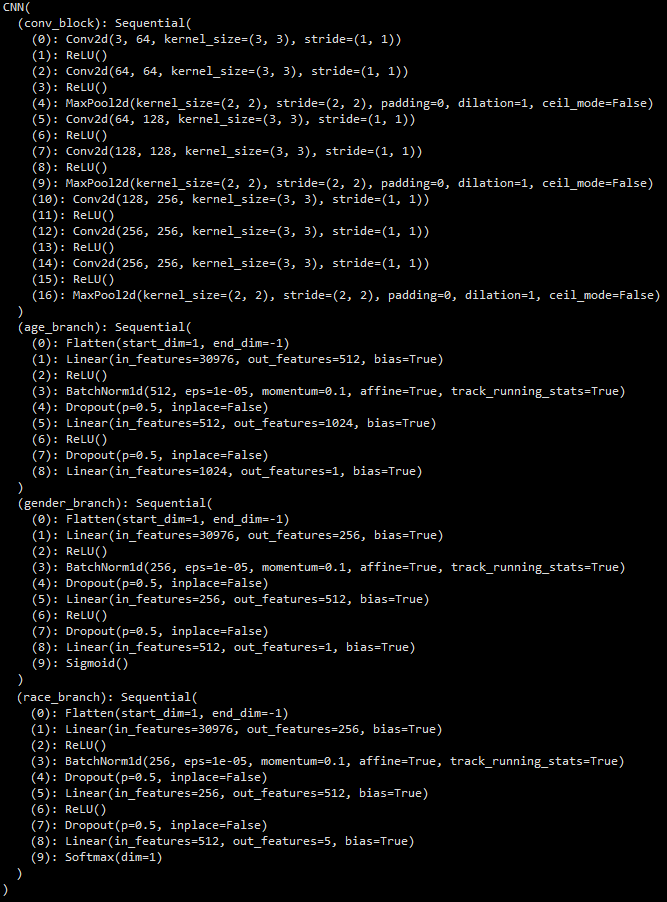 CNN(
  (conv_block): Sequential(
    (0): Conv2d(3, 64, kernel_size=(3, 3), stride=(1, 1))
    (1): ReLU()
    (2): Conv2d(64, 64, kernel_size=(3, 3), stride=(1, 1))
    (3): ReLU()
    (4): MaxPool2d(kernel_size=(2, 2), stride=(2, 2), padding=0, dilation=1, ceil_mode=False)
    (5): Conv2d(64, 128, kernel_size=(3, 3), stride=(1, 1))
    (6): ReLU()
    (7): Conv2d(128, 128, kernel_size=(3, 3), stride=(1, 1))
    (8): ReLU()
    (9): MaxPool2d(kernel_size=(2, 2), stride=(2, 2), padding=0, dilation=1, ceil_mode=False)
    (10): Conv2d(128, 256, kernel_size=(3, 3), stride=(1, 1))
    (11): ReLU()
    (12): Conv2d(256, 256, kernel_size=(3, 3), stride=(1, 1))
    (13): ReLU()
    (14): Conv2d(256, 256, kernel_size=(3, 3), stride=(1, 1))
    (15): ReLU()
    (16): MaxPool2d(kernel_size=(2, 2), stride=(2, 2), padding=0, dilation=1, ceil_mode=False)
  )
  (age_branch): Sequential(
    (0): Flatten(start_dim=1, end_dim=-1)
    (1): Linear(in_features=30976, out_features=512, bias=True)
    (2): ReLU()
    (3): BatchNorm1d(512, eps=1e-05, momentum=0.1, affine=True, track_running_stats=True)
    (4): Dropout(p=0.5, inplace=False)
    (5): Linear(in_features=512, out_features=1024, bias=True)
    (6): ReLU()
    (7): Dropout(p=0.5, inplace=False)
    (8): Linear(in_features=1024, out_features=1, bias=True)
  )
  (gender_branch): Sequential(
    (0): Flatten(start_dim=1, end_dim=-1)
    (1): Linear(in_features=30976, out_features=256, bias=True)
    (2): ReLU()
    (3): BatchNorm1d(256, eps=1e-05, momentum=0.1, affine=True, track_running_stats=True)
    (4): Dropout(p=0.5, inplace=False)
    (5): Linear(in_features=256, out_features=512, bias=True)
    (6): ReLU()
    (7): Dropout(p=0.5, inplace=False)
    (8): Linear(in_features=512, out_features=1, bias=True)
    (9): Sigmoid()
  )
  (race_branch): Sequential(
    (0): Flatten(start_dim=1, end_dim=-1)
    (1): Linear(in_features=30976, out_features=256, bias=True)
    (2): ReLU()
    (3): BatchNorm1d(256, eps=1e-05, momentum=0.1, affine=True, track_running_stats=True)
    (4): Dropout(p=0.5, inplace=False)
    (5): Linear(in_features=256, out_features=512, bias=True)
    (6): ReLU()
    (7): Dropout(p=0.5, inplace=False)
    (8): Linear(in_features=512, out_features=5, bias=True)
    (9): Softmax(dim=1)
  )
)